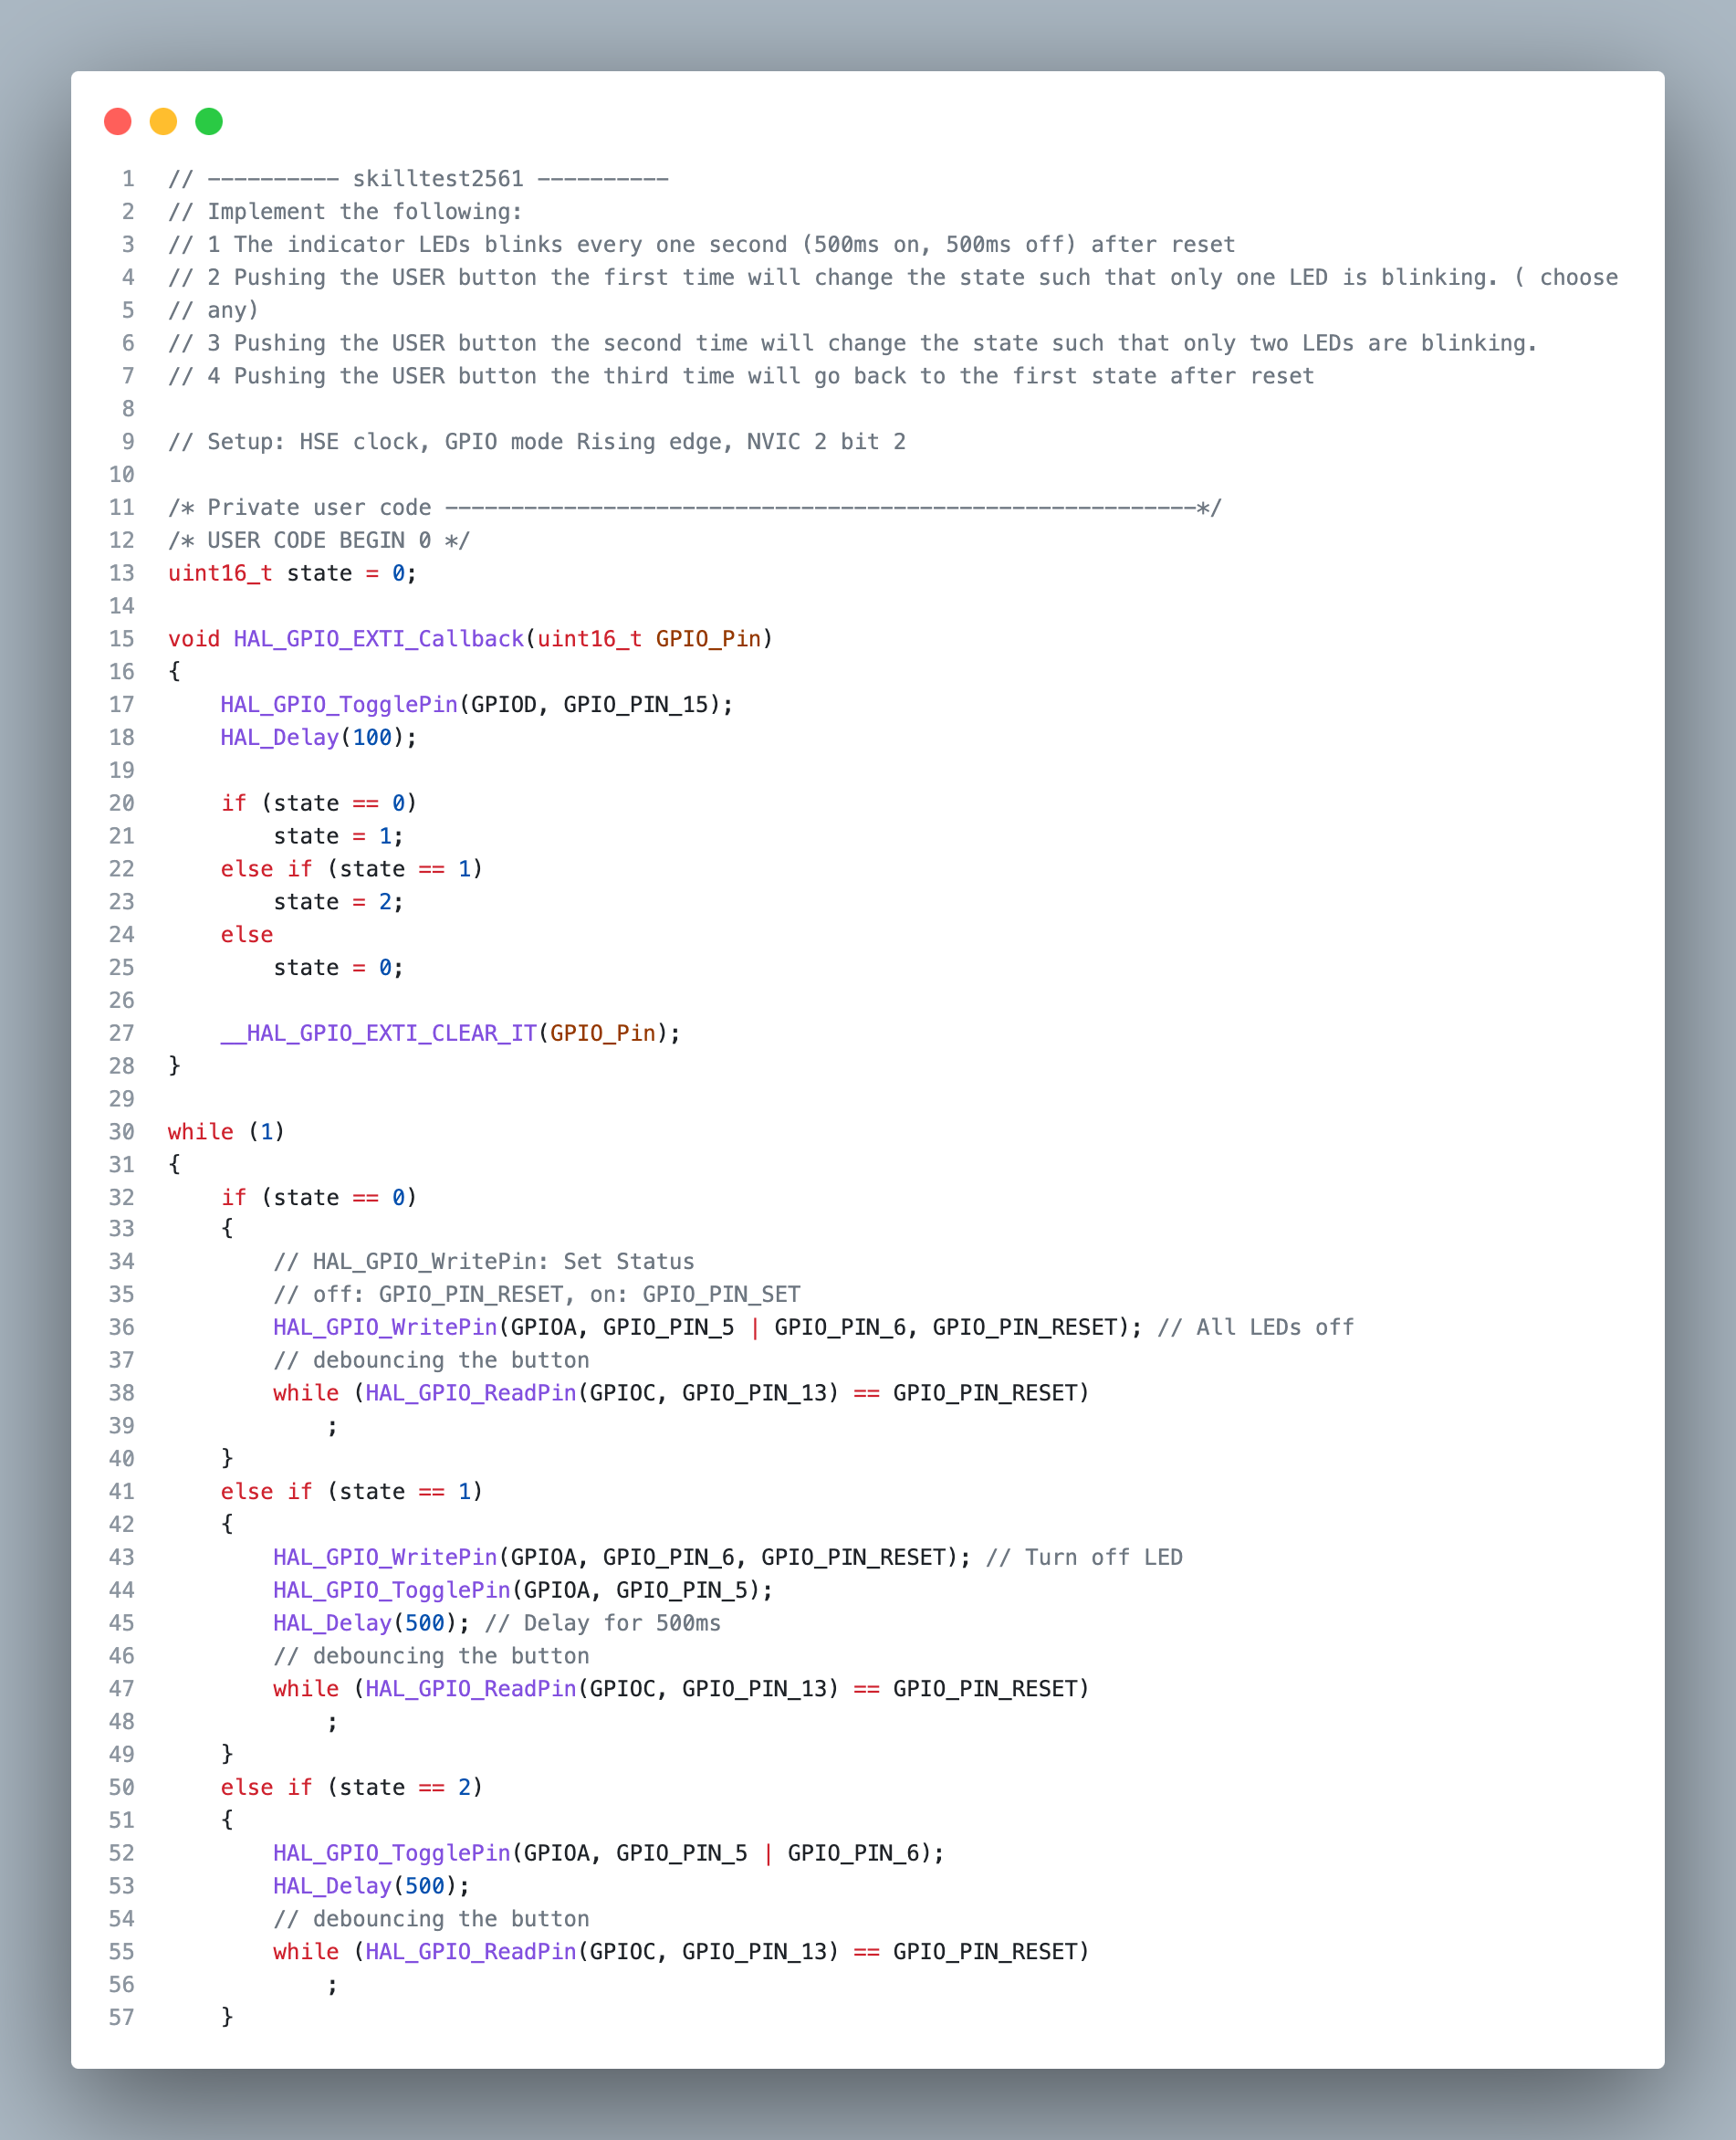 1 // ---------- skilltest2561 ----------
2 // Implement the following:
3 // 1 The indicator LEDs blinks every one second (500ms on, 500ms off) after reset
4 // 2 Pushing the USER button the first time will change the state such that only one LED is blinking. ( choose
5 // any)
6 // 3 Pushing the USER button the second time will change the state such that only two LEDs are blinking.
7 // 4 Pushing the USER button the third time will go back to the first state after reset
8
9 // Setup: HSE clock, GPIO mode Rising edge, NVIC 2 bit 2
10
11 /* Private user code ---------------------------------------------------------*/
12 /* USER CODE BEGIN 0 */
13 uint16_t state = 0;
14
15 void HAL_GPIO_EXTI_Callback(uint16_t GPIO_Pin)
16 {
17     HAL_GPIO_TogglePin(GPIOD, GPIO_PIN_15);
18     HAL_Delay(100);
19
20     if (state == 0)
21         state = 1;
22     else if (state == 1)
23         state = 2;
24     else
25         state = 0;
26
27     __HAL_GPIO_EXTI_CLEAR_IT(GPIO_Pin);
28 }
29
30 while (1)
31 {
32     if (state == 0)
33     {
34         // HAL_GPIO_WritePin: Set Status
35         // off: GPIO_PIN_RESET, on: GPIO_PIN_SET
36         HAL_GPIO_WritePin(GPIOA, GPIO_PIN_5 | GPIO_PIN_6, GPIO_PIN_RESET); // All LEDs off
37         // debouncing the button
38         while (HAL_GPIO_ReadPin(GPIOC, GPIO_PIN_13) == GPIO_PIN_RESET)
39             ;
40     }
41     else if (state == 1)
42     {
43         HAL_GPIO_WritePin(GPIOA, GPIO_PIN_6, GPIO_PIN_RESET); // Turn off LED
44         HAL_GPIO_TogglePin(GPIOA, GPIO_PIN_5);
45         HAL_Delay(500); // Delay for 500ms
46         // debouncing the button
47         while (HAL_GPIO_ReadPin(GPIOC, GPIO_PIN_13) == GPIO_PIN_RESET)
48             ;
49     }
50     else if (state == 2)
51     {
52         HAL_GPIO_TogglePin(GPIOA, GPIO_PIN_5 | GPIO_PIN_6);
53         HAL_Delay(500);
54         // debouncing the button
55         while (HAL_GPIO_ReadPin(GPIOC, GPIO_PIN_13) == GPIO_PIN_RESET)
56             ;
57     }